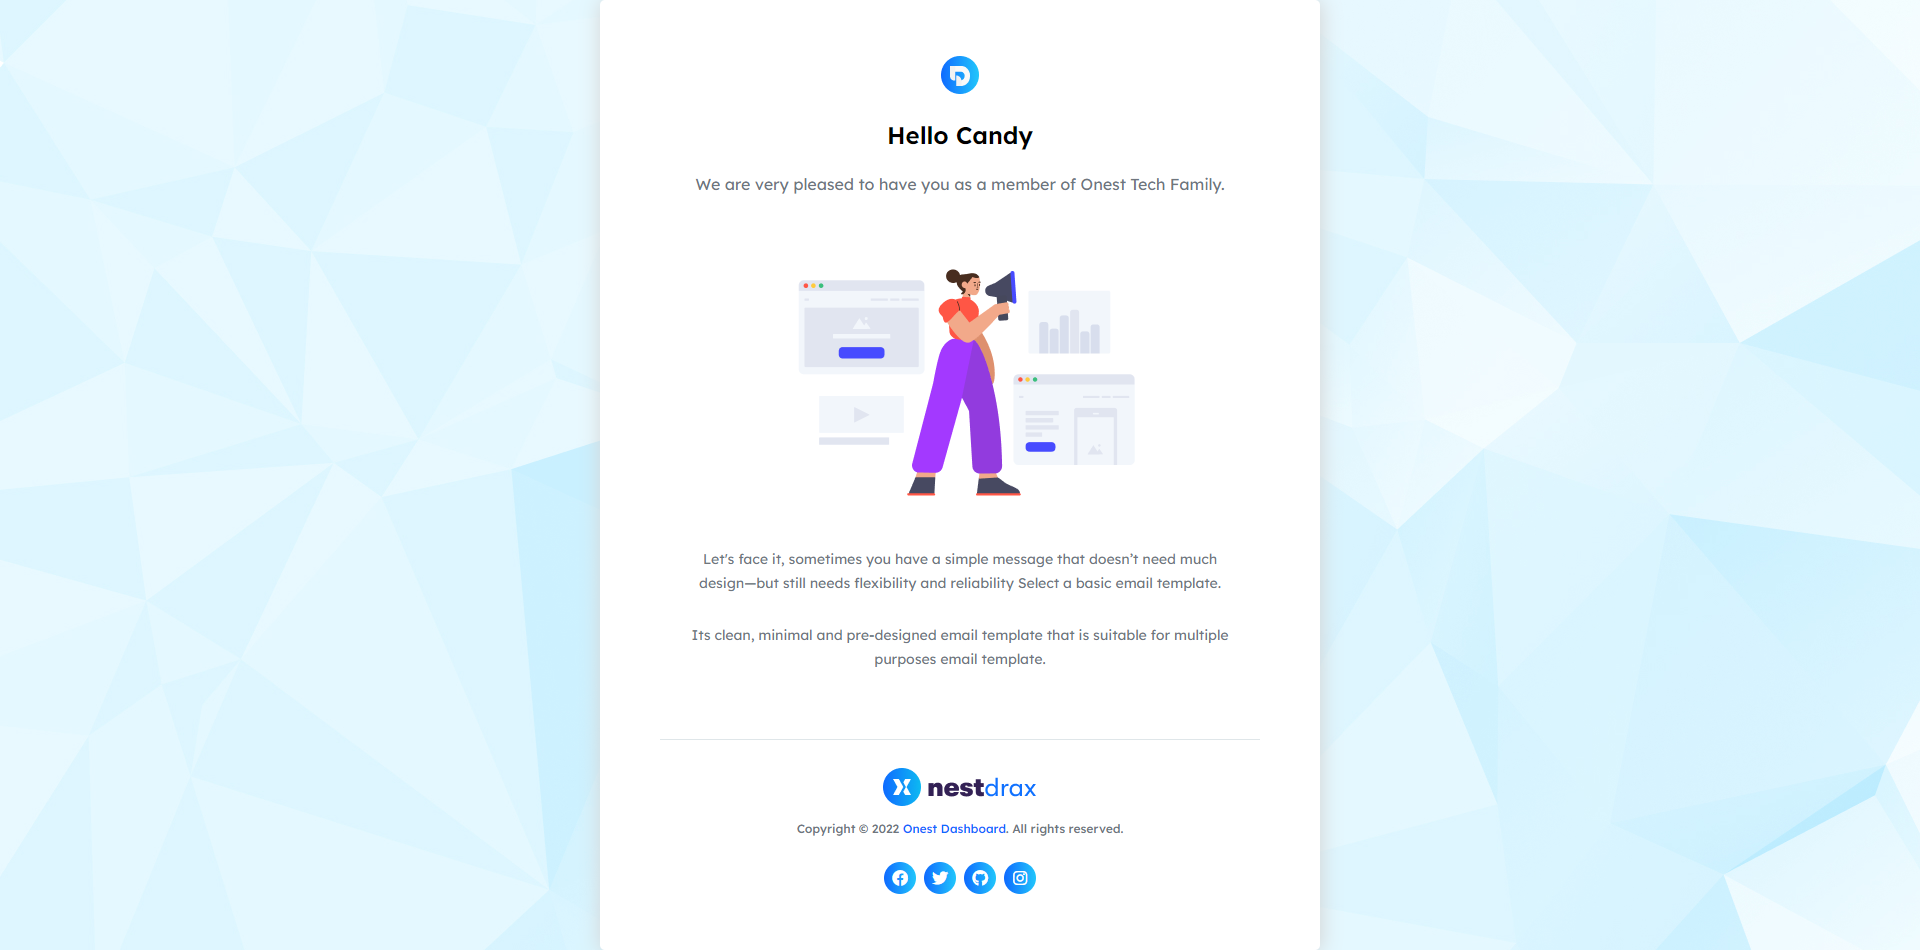 Hello Candy
We are very pleased to have you as a member of Onest Tech Family.
Let's face it, sometimes you have a simple message that doesn’t need much
design—but still needs flexibility and reliability Select a basic email template.
Its clean, minimal and pre-designed email template that is suitable for multiple
purposes email template.
nestdrax
Copyright © 2022 Onest Dashboard. All rights reserved.